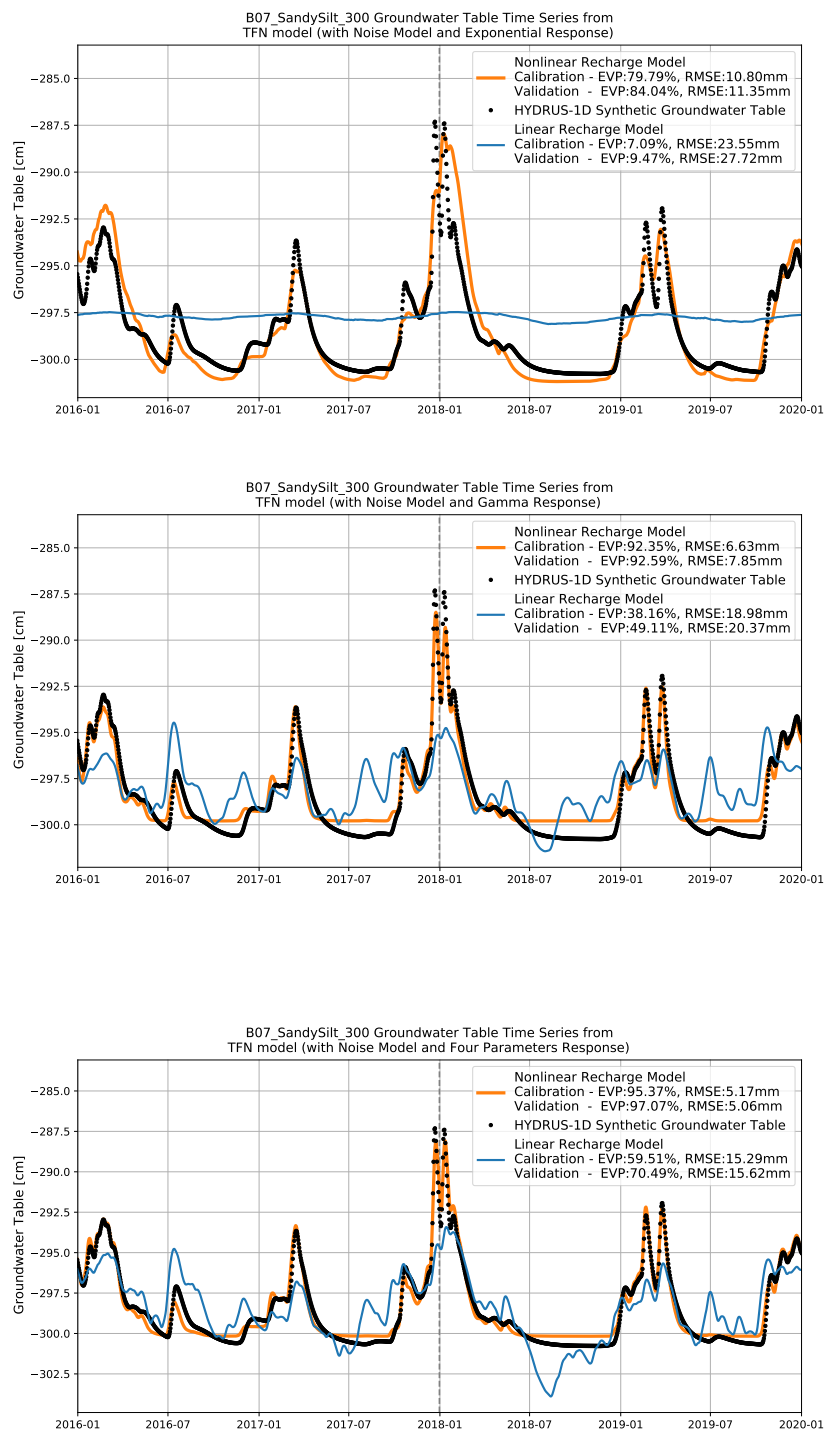 B07_SandySilt_300 Groundwater Table Time Series from
TFN model (with Noise Model and Exponential Response)
Nonlinear Recharge Model
Calibration - EVP:79.79%, RMSE:10.80mm
Validation  -  EVP:84.04%, RMSE:11.35mm
HYDRUS-1D Synthetic Groundwater Table
Linear Recharge Model
Calibration - EVP:7.09%, RMSE:23.55mm
Validation  -  EVP:9.47%, RMSE:27.72mm
Groundwater Table [cm]
−285.0
−287.5
−290.0
−292.5
−295.0
−297.5
−300.0
2016-01 2016-07 2017-01 2017-07 2018-01 2018-07 2019-01 2019-07 2020-01
B07_SandySilt_300 Groundwater Table Time Series from
TFN model (with Noise Model and Gamma Response)
Nonlinear Recharge Model
Calibration - EVP:92.35%, RMSE:6.63mm
Validation  -  EVP:92.59%, RMSE:7.85mm
HYDRUS-1D Synthetic Groundwater Table
Linear Recharge Model
Calibration - EVP:38.16%, RMSE:18.98mm
Validation  -  EVP:49.11%, RMSE:20.37mm
Groundwater Table [cm]
−285.0
−287.5
−290.0
−292.5
−295.0
−297.5
−300.0
2016-01 2016-07 2017-01 2017-07 2018-01 2018-07 2019-01 2019-07 2020-01
B07_SandySilt_300 Groundwater Table Time Series from
TFN model (with Noise Model and Four Parameters Response)
Nonlinear Recharge Model
Calibration - EVP:95.37%, RMSE:5.17mm
Validation  -  EVP:97.07%, RMSE:5.06mm
HYDRUS-1D Synthetic Groundwater Table
Linear Recharge Model
Calibration - EVP:59.51%, RMSE:15.29mm
Validation  -  EVP:70.49%, RMSE:15.62mm
Groundwater Table [cm]
−285.0
−287.5
−290.0
−292.5
−295.0
−297.5
−300.0
−302.5
2016-01 2016-07 2017-01 2017-07 2018-01 2018-07 2019-01 2019-07 2020-01